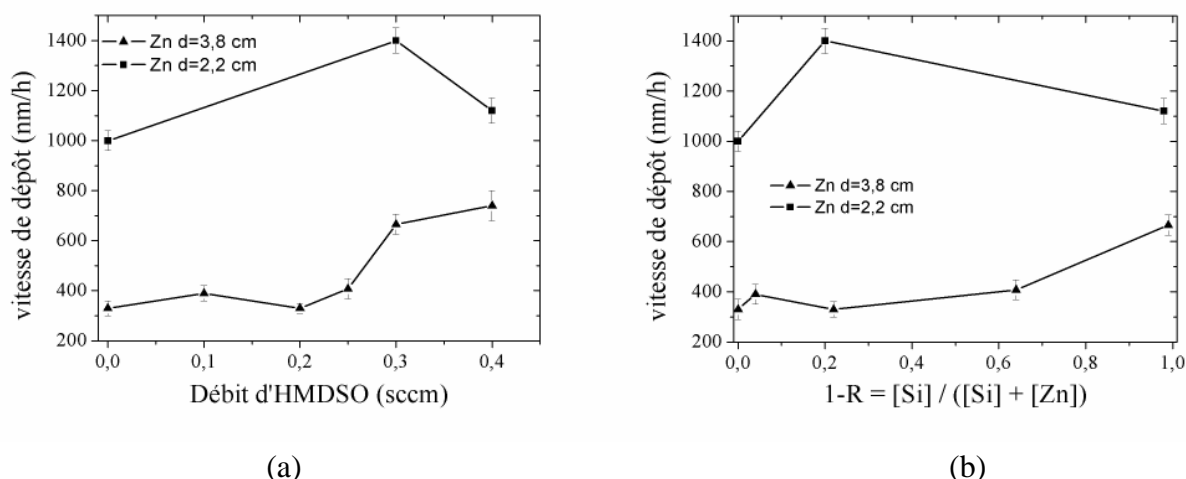 1400
1200
1000
800
600
400
200
vitesse de dépôt (nm/h)
Zn d=3,8 cm
Zn d=2,2 cm
0,0 0,1 0,2 0,3 0,4
Débit d'HMDSO (sccm)
(a)
1400
1200
1000
800
600
400
200
vitesse de dépôt (nm/h)
Zn d=3,8 cm
Zn d=2,2 cm
0,0 0,2 0,4 0,6 0,8 1,0
1-R = [Si] / ([Si] + [Zn])
(b)